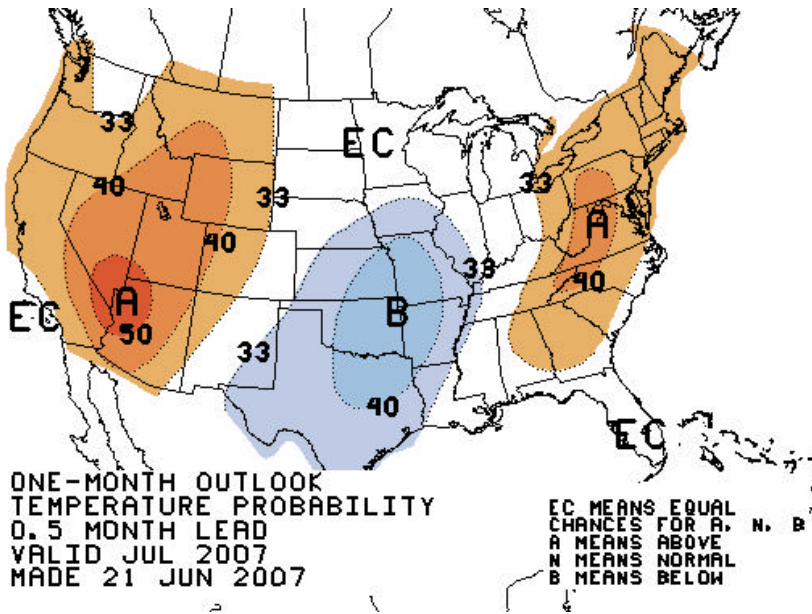 33
EC
40
33
33
A
40
40
33
A
EC
50
B
33
40
40
EC
ONE-MONTH OUTLOOK
TEMPERATURE PROBABILITY
0.5 MONTH LEAD
VALID JUL 2007
MADE 21 JUN 2007
EC MEANS EQUAL
CHANCES FOR A, N, B
A MEANS ABOVE
N MEANS NORMAL
B MEANS BELOW